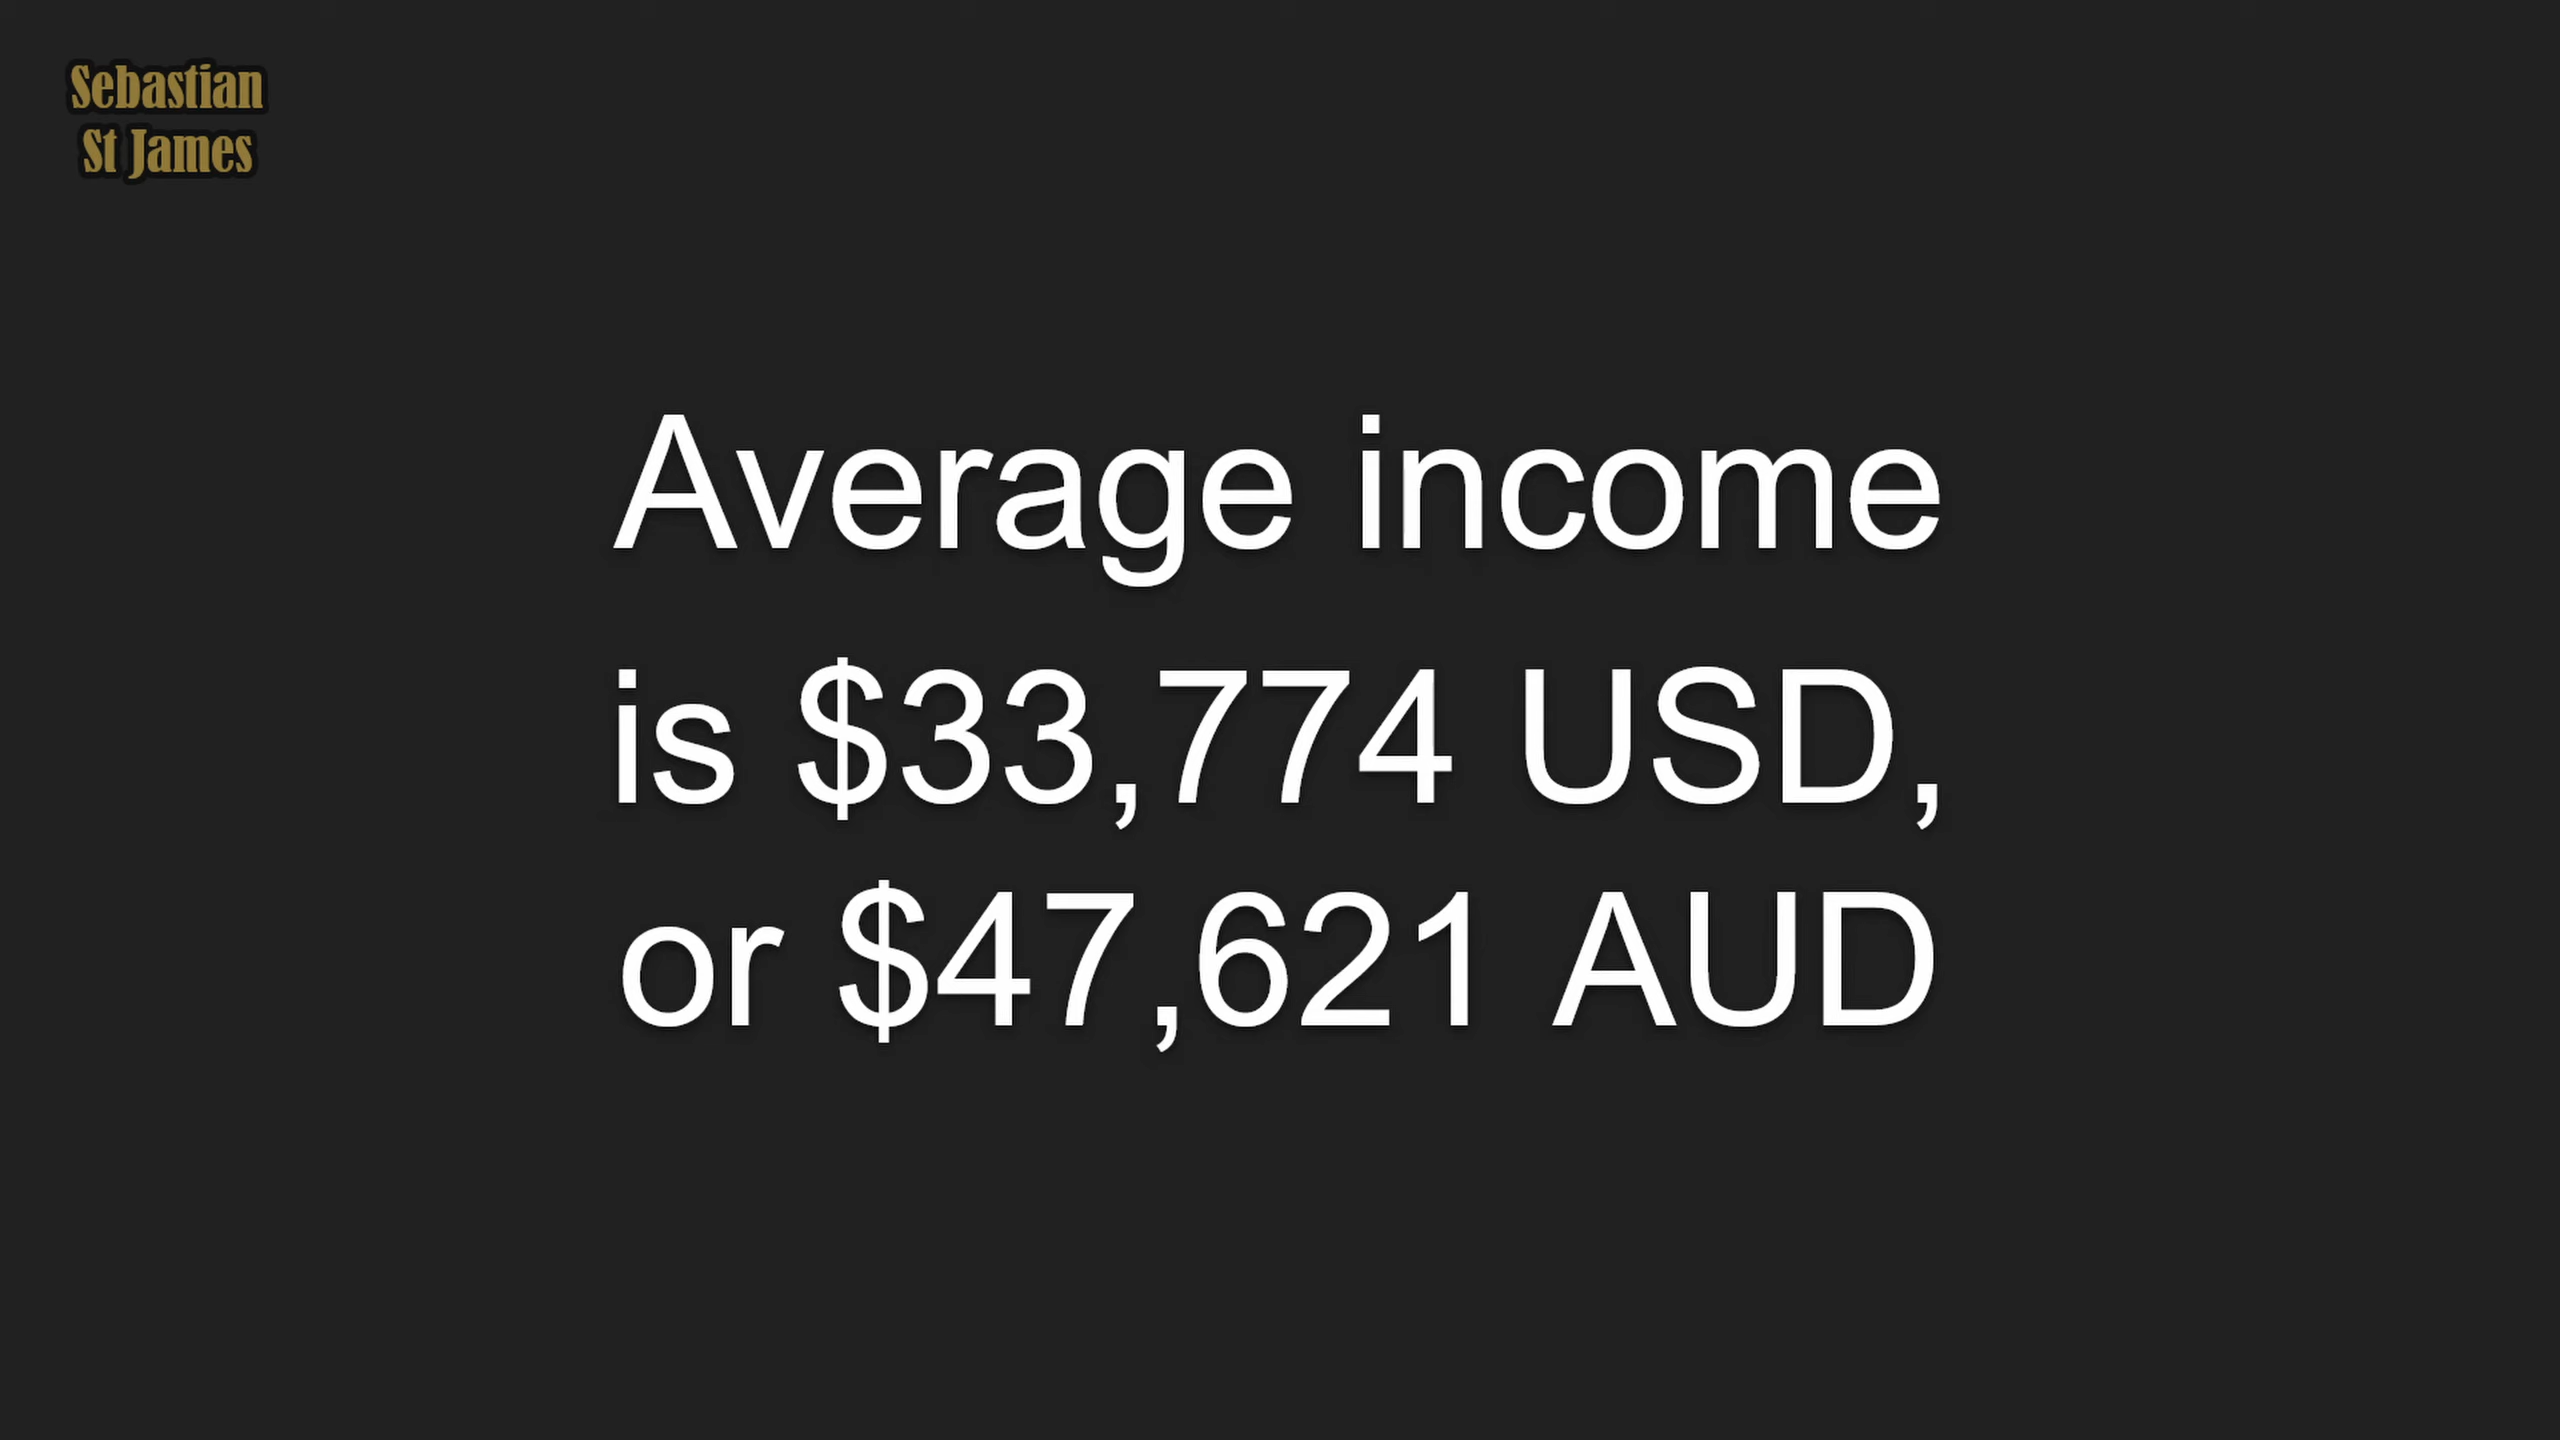 Sebastian
St James
Average income
is $33,774 USD,
or $47,621 AUD